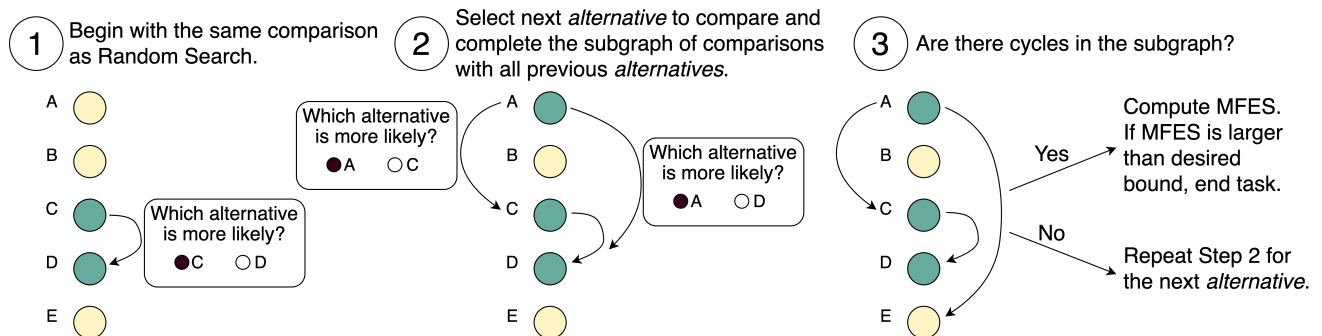 1
Begin with the same comparison
as Random Search.
A
B
C
D
E
Which alternative
is more likely?
C D
2
Select next alternative to compare and
complete the subgraph of comparisons
with all previous alternatives.
Which alternative
is more likely?
A C
A
B
C
D
E
Which alternative
is more likely?
A D
3
Are there cycles in the subgraph?
A
B
C
D
E
Yes
Compute MFES.
If MFES is larger
than desired
bound, end task.
No
Repeat Step 2 for
the next alternative.